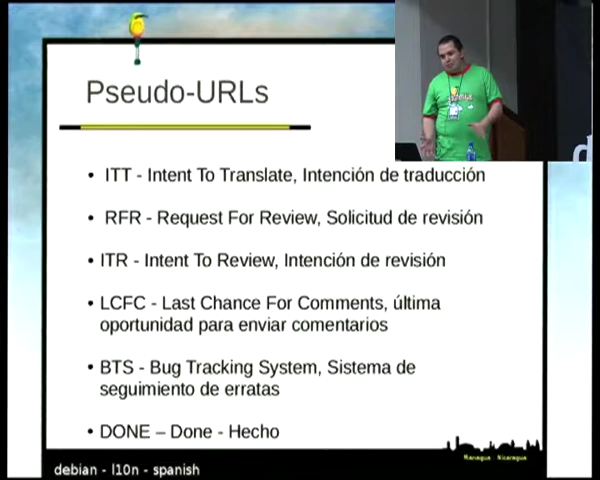 Pseudo-URLs
• ITT - Intent To Translate, Intención de traducción
• RFR - Request For Review, Solicitud de revisión
• ITR - Intent To Review, Intención de revisión
• LCFC - Last Chance For Comments, última
oportunidad para enviar comentarios
• BTS - Bug Tracking System, Sistema de
seguimiento de erratas
• DONE – Done - Hecho
Managua Nicaragua
debian - l10n - spanish